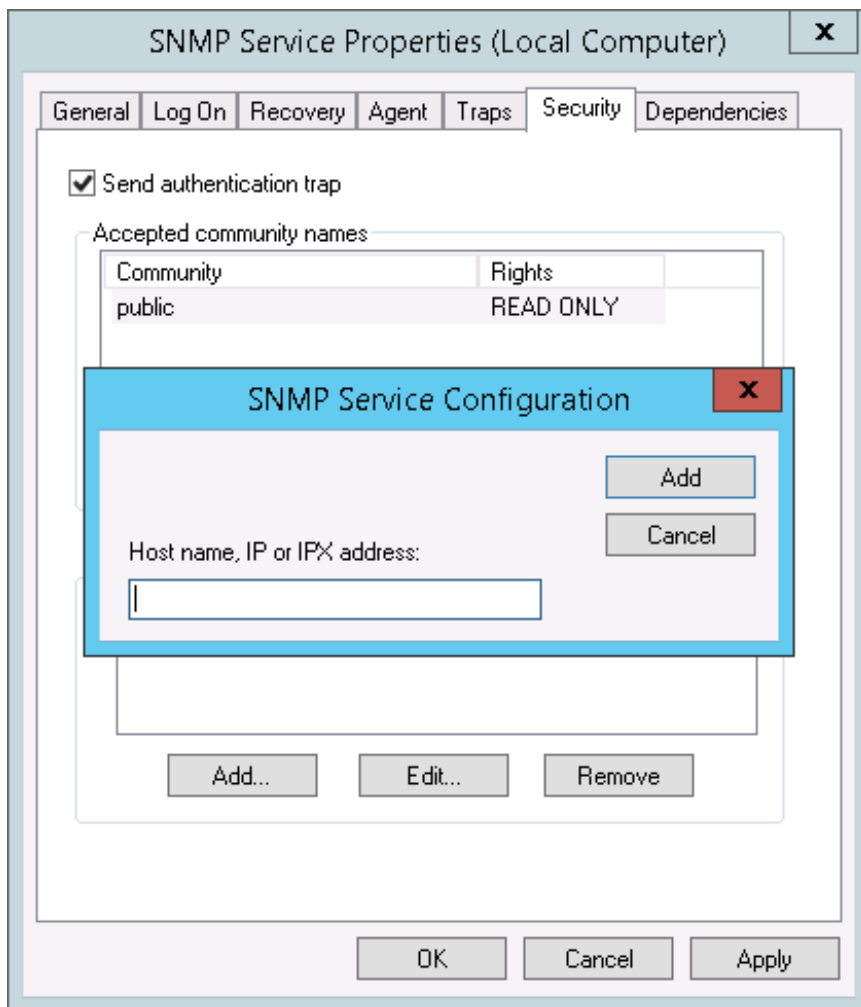 SNMP Service Properties (Local Computer)
x
General Log On Recovery Agent Traps Security Dependencies
Send authentication trap
Accepted community names
Community Rights
public READ ONLY
SNMP Service Configuration
x
Add
Cancel
Host name, IP or IPX address:
Add... Edit... Remove
OK Cancel Apply